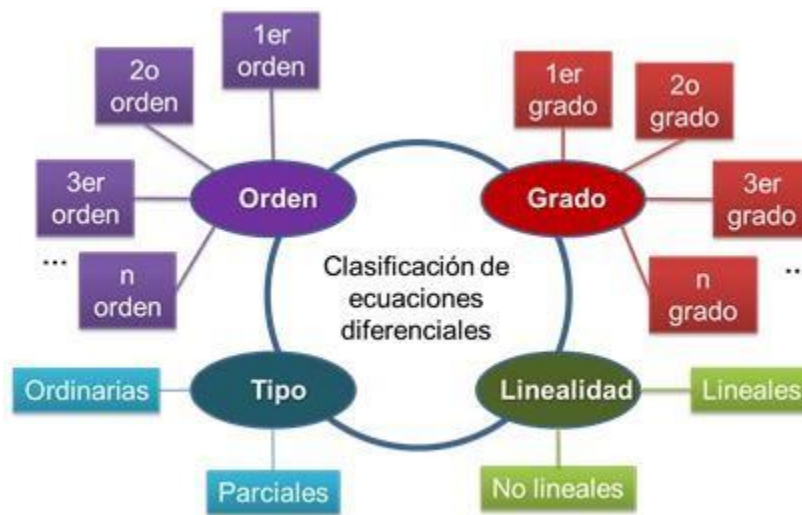 1er
orden
2o
orden
3er
orden
...
n
orden
Orden
1er
grado
2o
grado
3er
grado
..
n
grado
Grado
Clasificación de
ecuaciones
diferenciales
Ordinarias
Tipo
Parciales
Linealidad
Lineales
No lineales